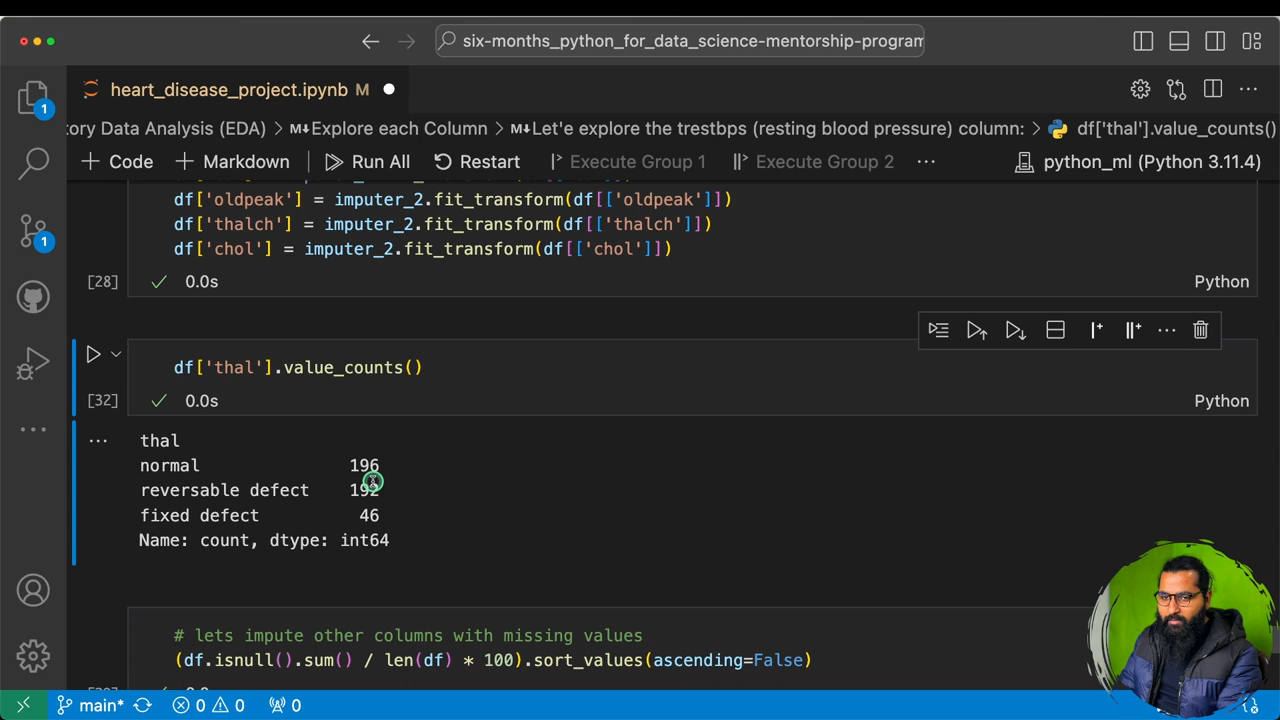 six-months_python_for_data_science-mentorship-program
heart_disease_project.ipynb M
1
ory Data Analysis (EDA) > M↓Explore each Column > M↓Let'e explore the trestbps (resting blood pressure) column: > df['thal'].value_counts()
+ Code + Markdown Run All Restart Execute Group 1 Execute Group 2 ... python_ml (Python 3.11.4)
df['oldpeak'] = imputer_2.fit_transform(df[['oldpeak']])
df['thalch'] = imputer_2.fit_transform(df[['thalch']])
1
df['chol'] = imputer_2.fit_transform(df[['chol']])
[28] ✓ 0.0s Python
df['thal'].value_counts()
[32] ✓ 0.0s Python
... thal
normal 196
reversable defect 192
fixed defect 46
Name: count, dtype: int64
# lets impute other columns with missing values
(df.isnull().sum() / len(df) * 100).sort_values(ascending=False)
main* 0 0 0